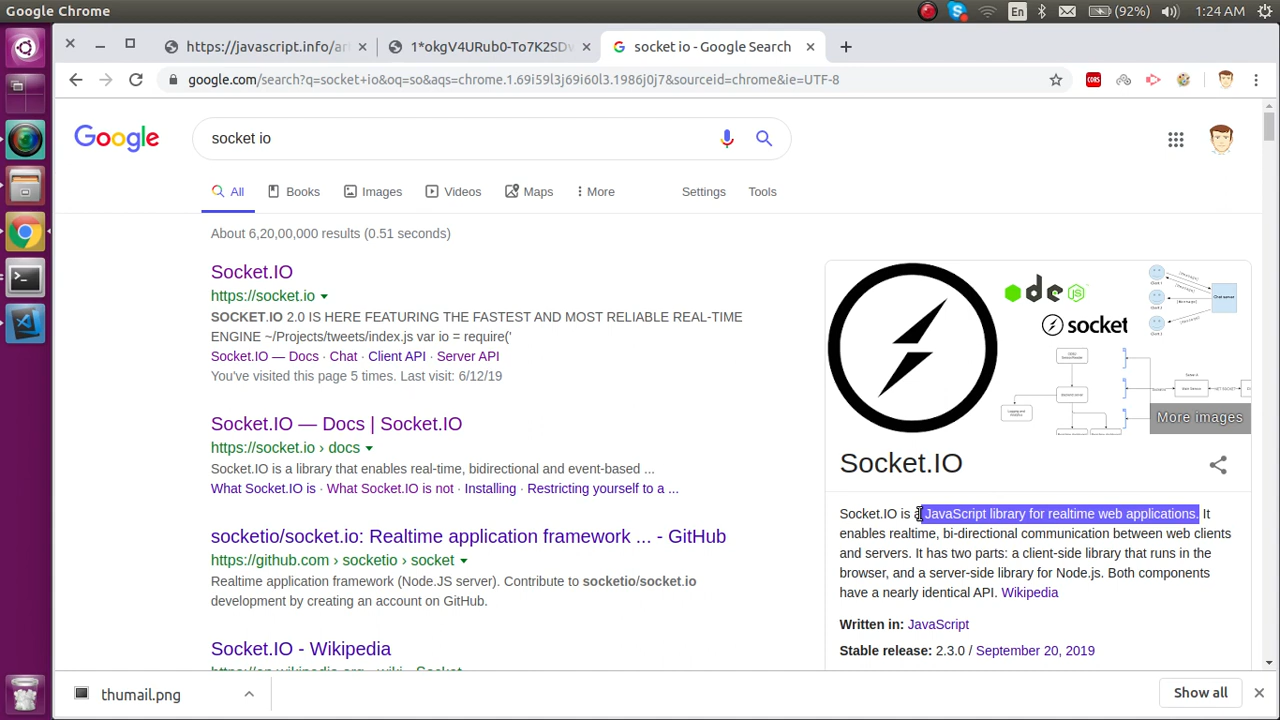 Google Chrome
En
(92%)
1:24 AM
https://javascript.info/ar
1*okgV4URub0-To7K2SDw
socket io - Google Search
google.com/search?q=socket+io&oq=so&aqs=chrome.1.69i59l3j69i60l3.1986j0j7&sourceid=chrome&ie=UTF-8
CORS
Google
socket io
All
Books
Images
Videos
Maps
More
Settings
Tools
About 6,20,00,000 results (0.51 seconds)
Socket.IO
https://socket.io
SOCKET.IO 2.0 IS HERE FEATURING THE FASTEST AND MOST RELIABLE REAL-TIME
ENGINE ~/Projects/tweets/index.js var io = require('
Socket.IO — Docs · Chat · Client API · Server API
You've visited this page 5 times. Last visit: 6/12/19
Socket.IO — Docs | Socket.IO
https://socket.io › docs
Socket.IO is a library that enables real-time, bidirectional and event-based ...
What Socket.IO is · What Socket.IO is not · Installing · Restricting yourself to a ...
socketio/socket.io: Realtime application framework ... - GitHub
https://github.com › socketio › socket
Realtime application framework (Node.JS server). Contribute to socketio/socket.io
development by creating an account on GitHub.
Socket.IO - Wikipedia
node
JS
socket
Chat server
More images
Socket.IO
Socket.IO is a JavaScript library for realtime web applications. It
enables realtime, bi-directional communication between web clients
and servers. It has two parts: a client-side library that runs in the
browser, and a server-side library for Node.js. Both components
have a nearly identical API. Wikipedia
Written in: JavaScript
Stable release: 2.3.0 / September 20, 2019
thumail.png
Show all